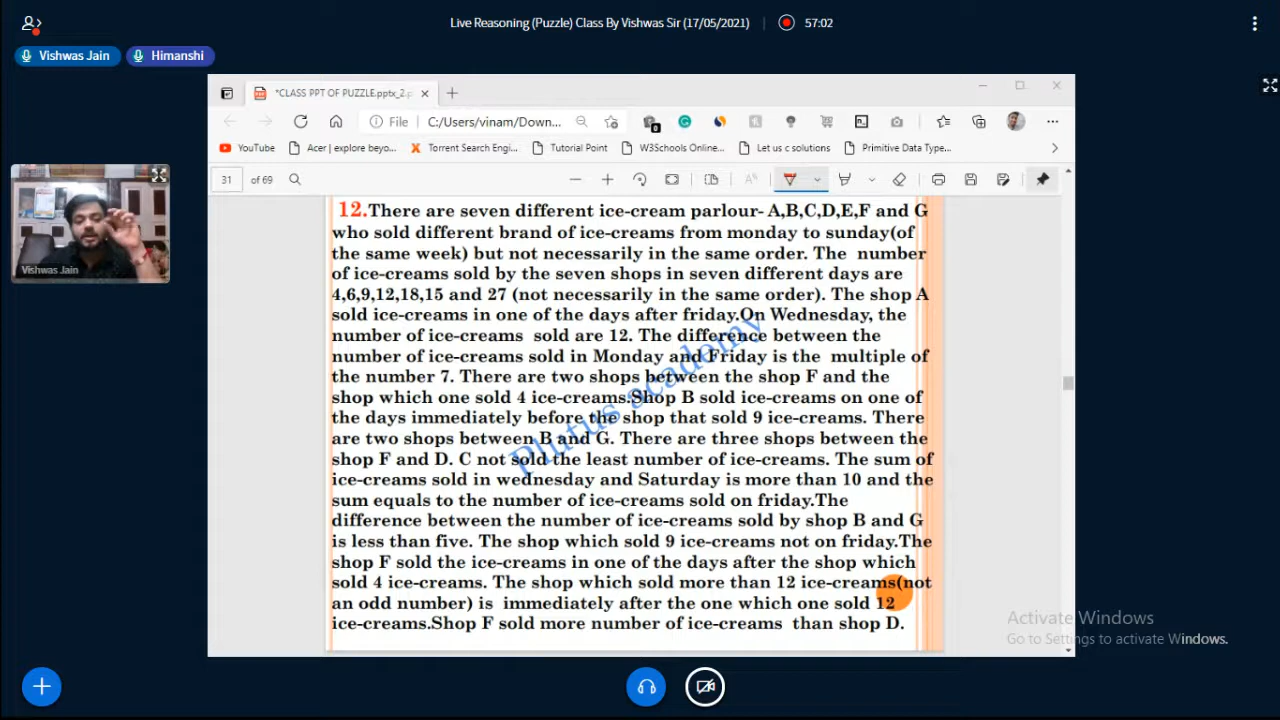 Live Reasoning (Puzzle) Class By Vishwas Sir (17/05/2021)
57:02
Vishwas Jain
Himanshi
*CLASS PPT OF PUZZLE.pptx_2.p
File
C:/Users/vinam/Down...
YouTube
Acer | explore beyo...
Torrent Search Engi...
Tutorial Point
W3Schools Online...
Let us c solutions
Primitive Data Type...
31 of 69
12.There are seven different ice-cream parlour- A,B,C,D,E,F and G
who sold different brand of ice-creams from monday to sunday(of
the same week) but not necessarily in the same order. The number
of ice-creams sold by the seven shops in seven different days are
4,6,9,12,18,15 and 27 (not necessarily in the same order). The shop A
sold ice-creams in one of the days after friday.On Wednesday, the
number of ice-creams sold are 12. The difference between the
number of ice-creams sold in Monday and Friday is the multiple of
the number 7. There are two shops between the shop F and the
shop which one sold 4 ice-creams.Shop B sold ice-creams on one of
the days immediately before the shop that sold 9 ice-creams. There
are two shops between B and G. There are three shops between the
shop F and D. C not sold the least number of ice-creams. The sum of
ice-creams sold in wednesday and Saturday is more than 10 and the
sum equals to the number of ice-creams sold on friday.The
difference between the number of ice-creams sold by shop B and G
is less than five. The shop which sold 9 ice-creams not on friday.The
shop F sold the ice-creams in one of the days after the shop which
sold 4 ice-creams. The shop which sold more than 12 ice-creams(not
an odd number) is immediately after the one which one sold 12
ice-creams.Shop F sold more number of ice-creams than shop D.
Plutus academy
Vishwas Jain
Activate Windows
Go to Settings to activate Windows.